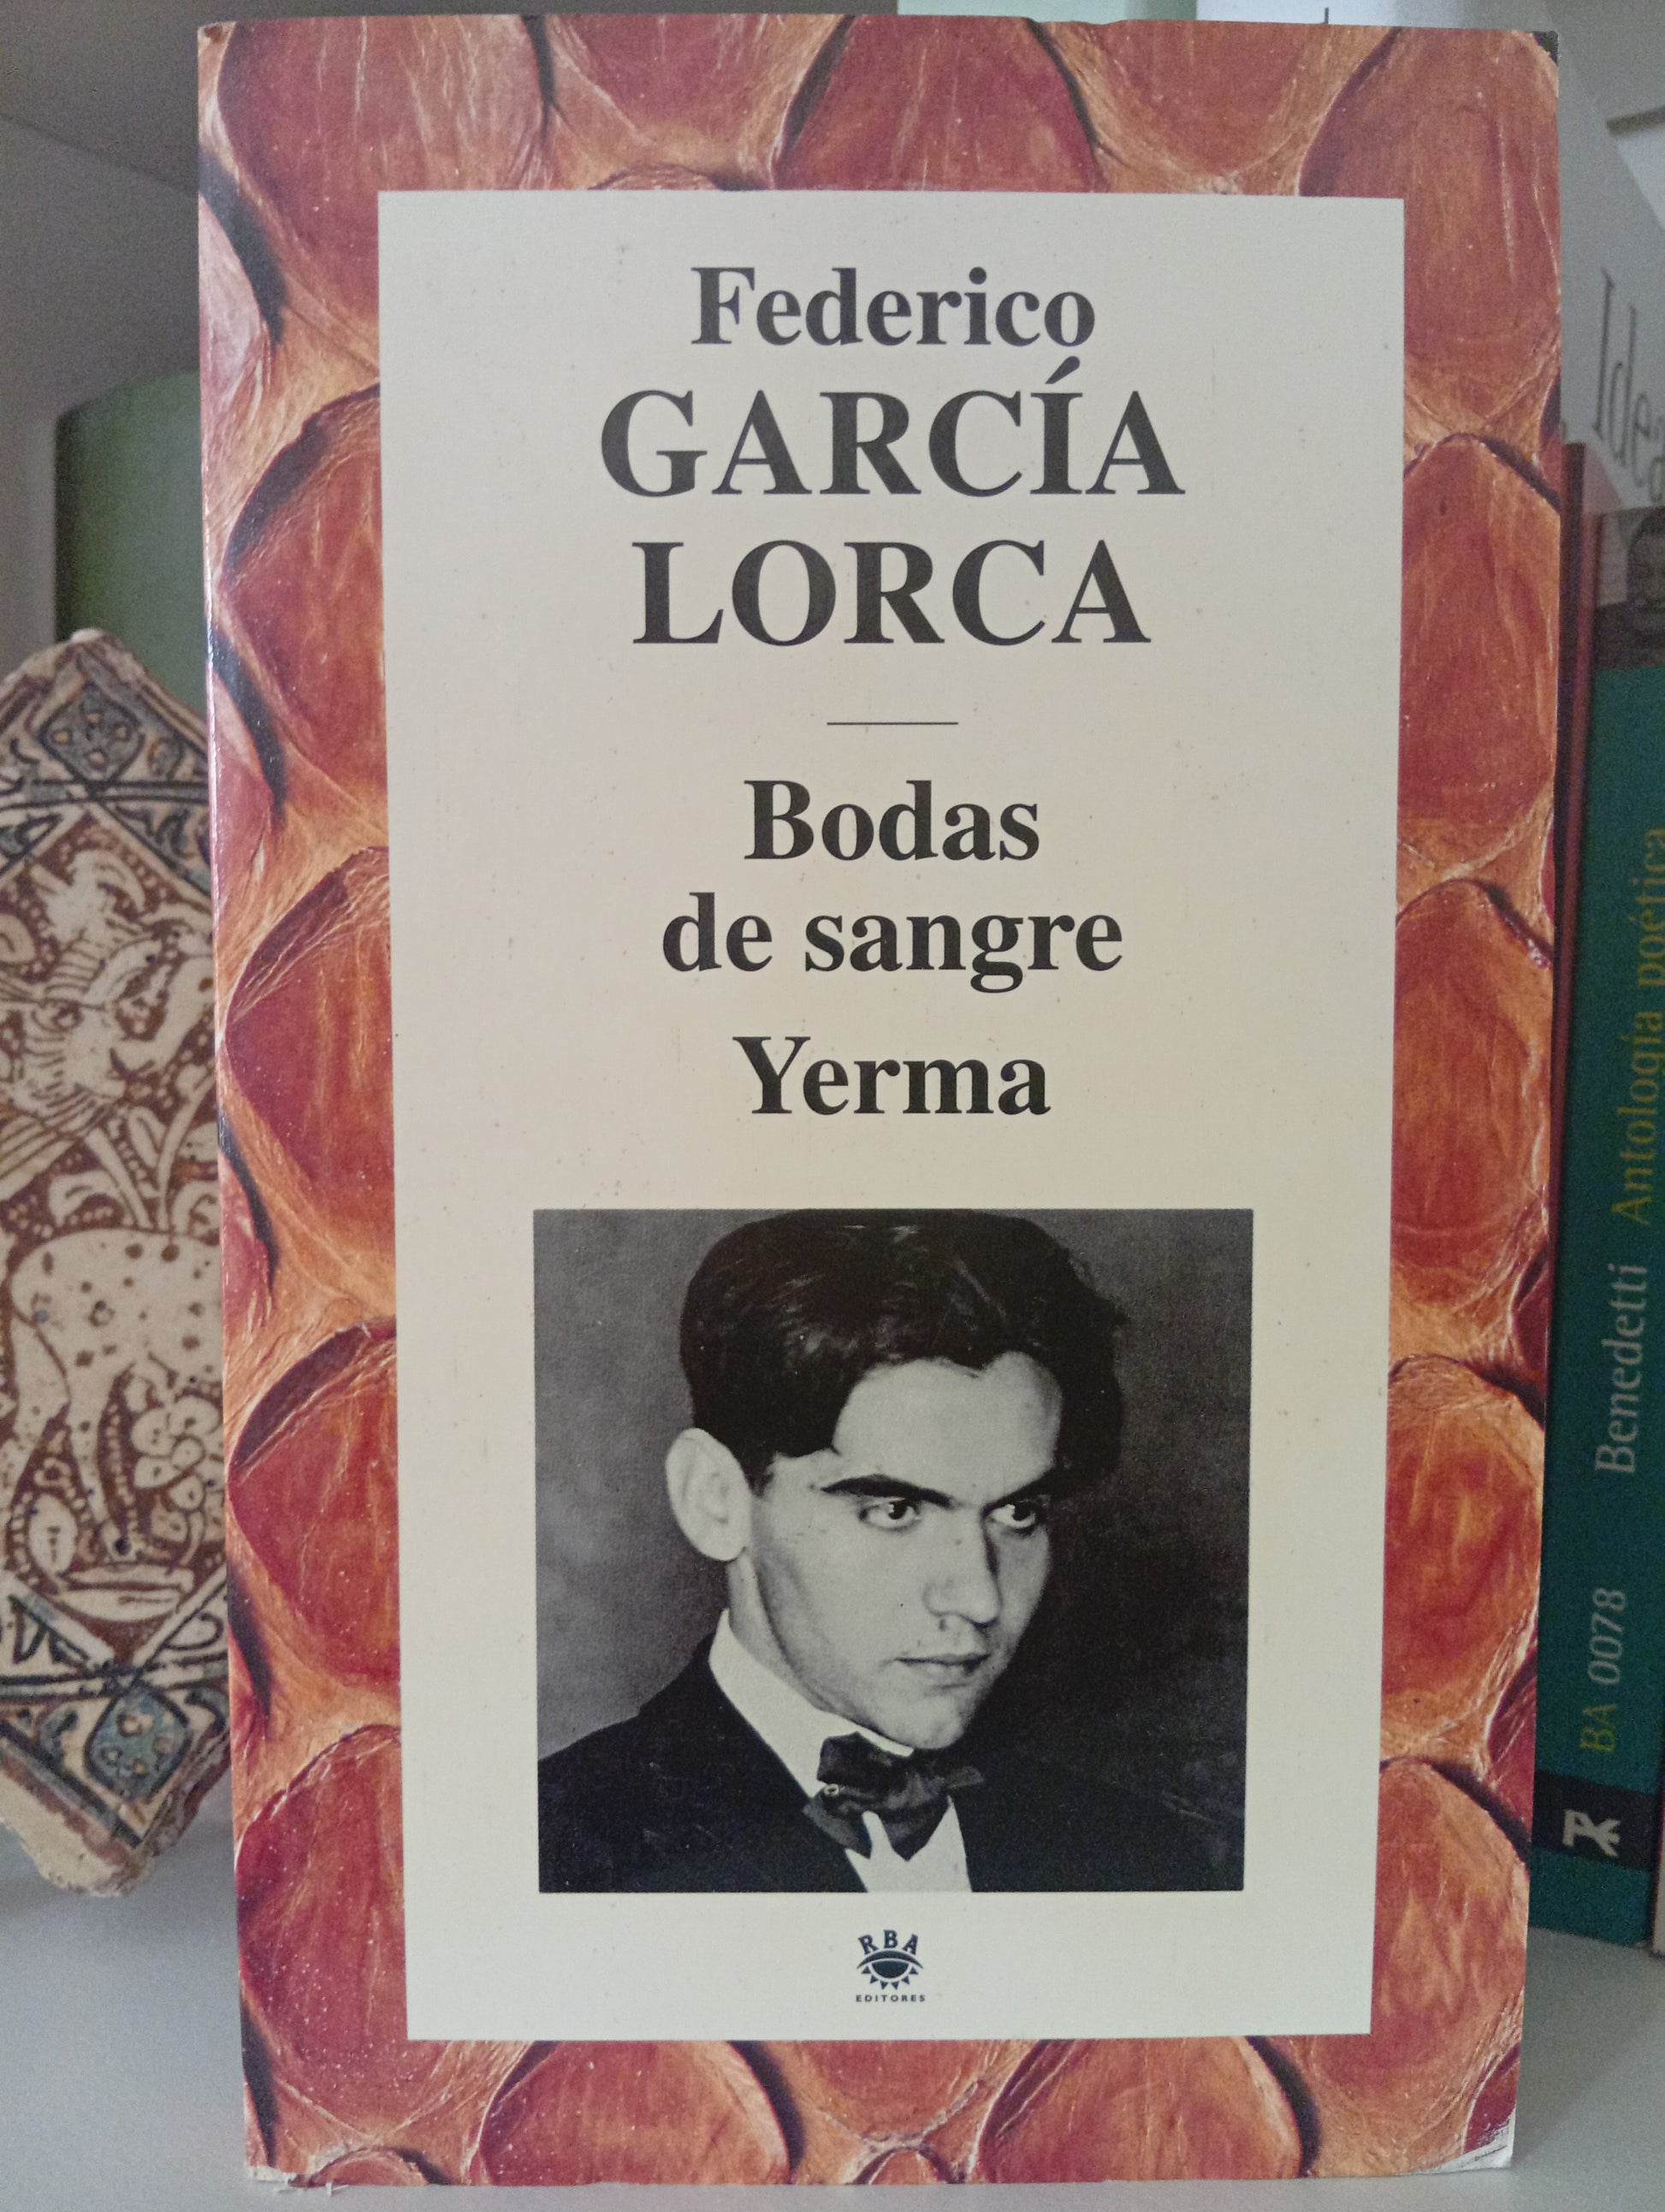 Federico
GARCÍA
LORCA
Bodas
de sangre
Yerma
RBA
EDITORES
BA 0078 Benedetti Antología poética